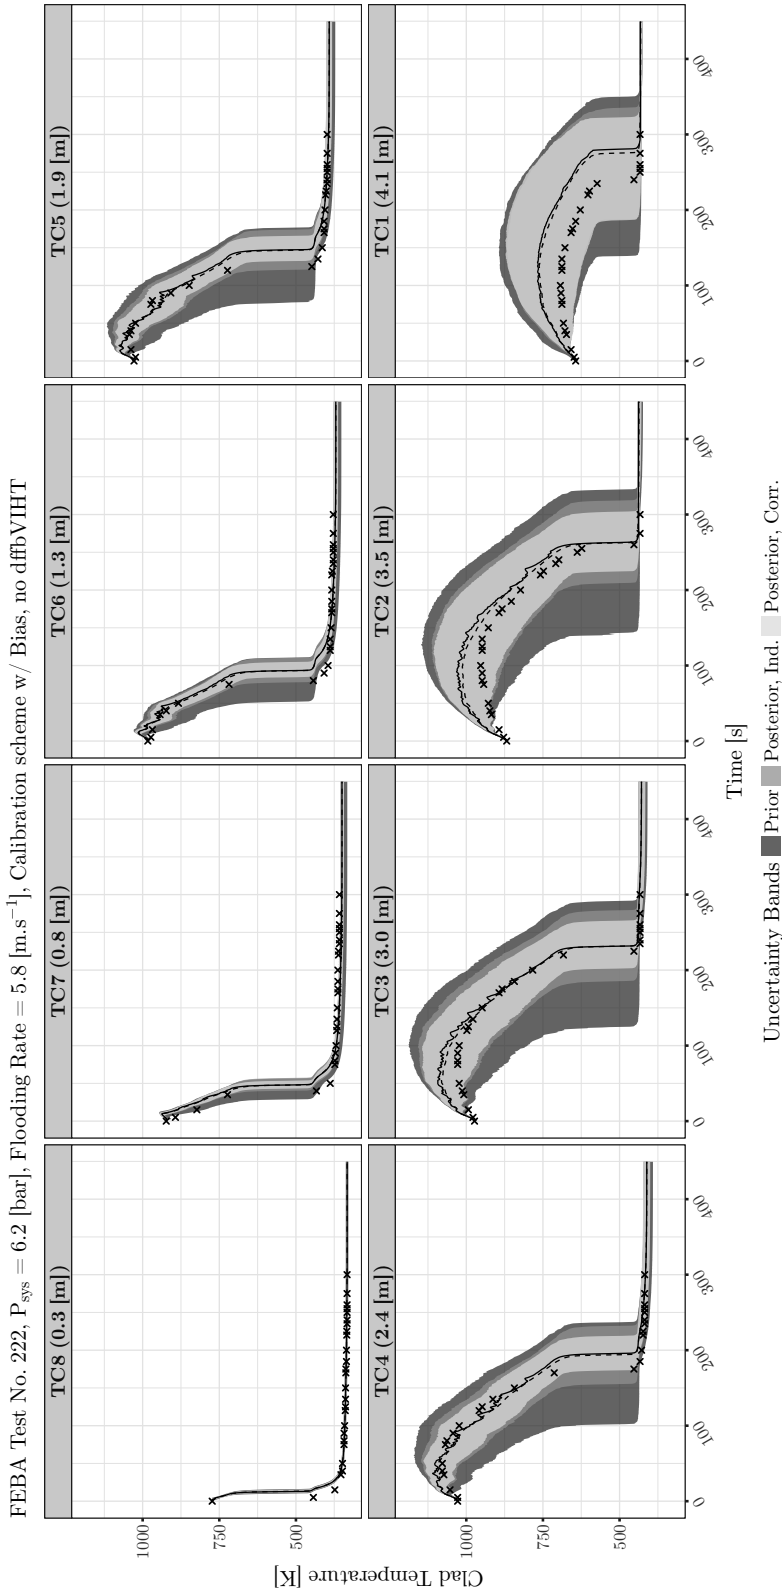 FEBA Test No. 222, Psys = 6.2 [bar], Flooding Rate = 5.8 [m.s−1], Calibration scheme w/ Bias, no dffbVIHT
TC8 (0.3 [m])
TC7 (0.8 [m])
TC6 (1.3 [m])
TC5 (1.9 [m])
1000
750
500
TC4 (2.4 [m])
TC3 (3.0 [m])
TC2 (3.5 [m])
TC1 (4.1 [m])
1000
750
500
Clad Temperature [K]
0 100 200 300 400 0 100 200 300 400 0 100 200 300 400 0 100 200 300 400
Time [s]
Uncertainty Bands Prior Posterior, Ind. Posterior, Corr.